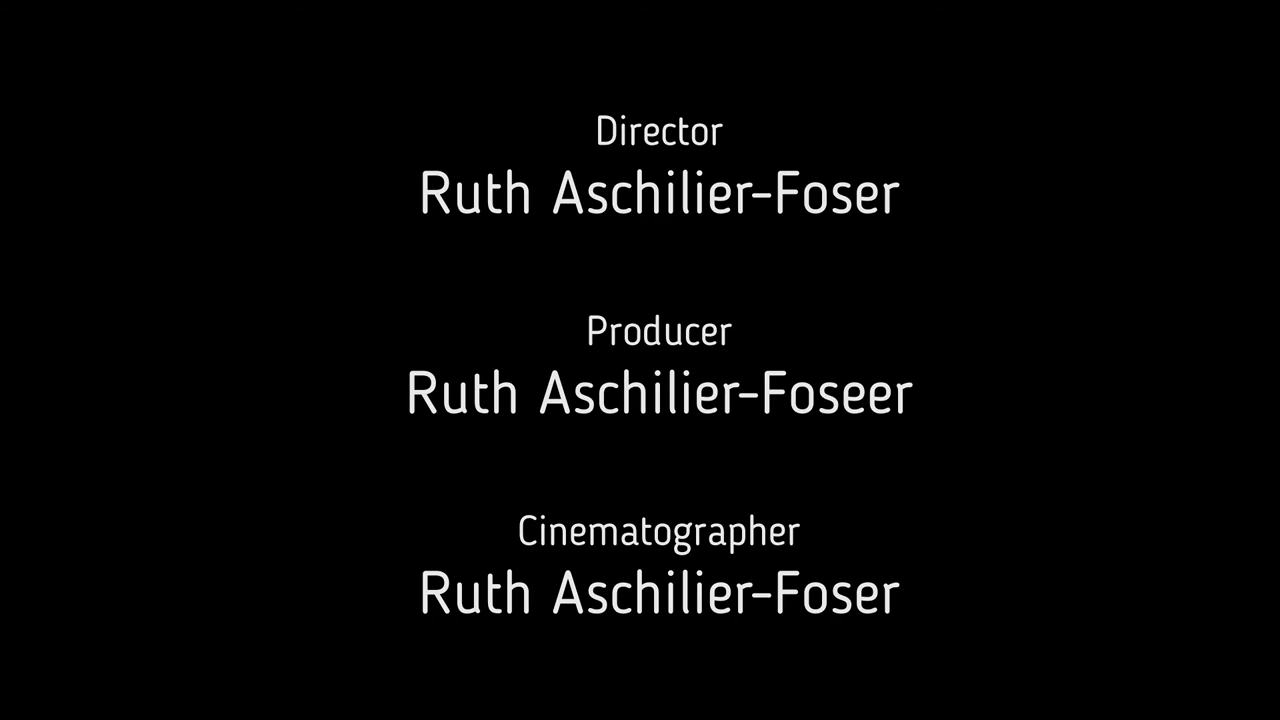 Director
Ruth Aschilier-Foser
Producer
Ruth Aschilier-Foseer
Cinematographer
Ruth Aschilier-Foser